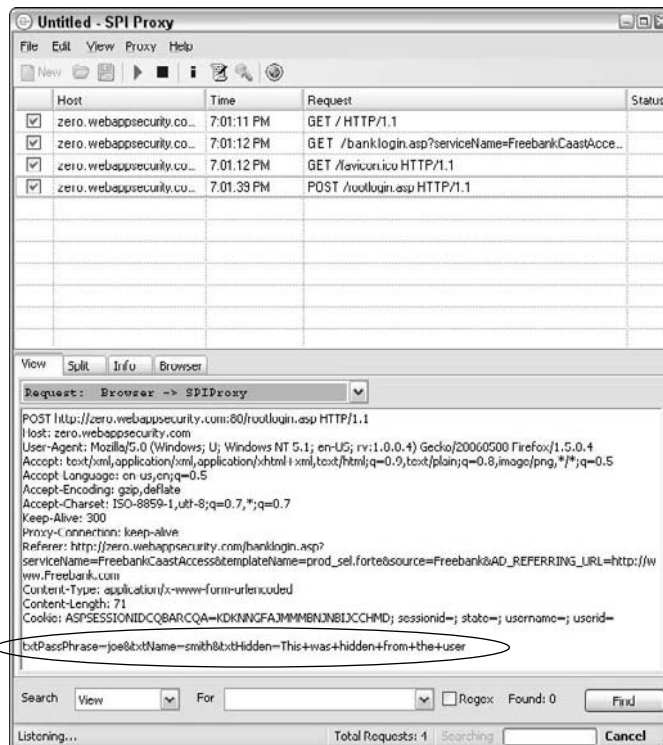 Untitled - SPI Proxy
File Edit View Proxy Help
New
Host Time Request Status
zero.webappsecurity.co... 7:01:11 PM GET / HTTP/1.1
zero.webappsecurity.co... 7:01:12 PM GET /banklogin.asp?serviceName=FreebankCaastAcce...
zero.webappsecurity.co... 7:01:12 PM GET /favicon.ico HTTP/1.1
zero.webappsecurity.co... 7:01:39 PM POST /rootlogin.asp HTTP/1.1
View Split Info Browser
Request: Browser -> SPIProxy
POST http://zero.webappsecurity.com:80/rootlogin.asp HTTP/1.1
Host: zero.webappsecurity.com
User-Agent: Mozilla/5.0 (Windows; U; Windows NT 5.1; en-US; rv:1.8.0.4) Gecko/20060508 Firefox/1.5.0.4
Accept: text/xml,application/xml,application/xhtml+xml,text/html;q=0.9,text/plain;q=0.8,image/png,*/*;q=0.5
Accept-Language: en-us,en;q=0.5
Accept-Encoding: gzip,deflate
Accept-Charset: ISO-8859-1,utf-8;q=0.7,*;q=0.7
Keep-Alive: 300
Proxy-Connection: keep-alive
Referer: http://zero.webappsecurity.com/banklogin.asp?
serviceName=FreebankCaastAccess&templateName=prod_sel.forte&source=Freebank&AD_REFERRING_URL=http://w
ww.Freebank.com
Content-Type: application/x-www-form-urlencoded
Content-Length: 71
Cookie: ASPSESSIONIDCQBARCQA=KDKNNGFAJMMMBNJNBIJCCHMD; sessionid=; state=; username=; userid=
txtPassPhrase=joe&txtName=smith&txtHidden=This+was+hidden+from+the+user
Search View For Regex Found: 0 Find
Listening... Total Requests: 4 Searching Cancel